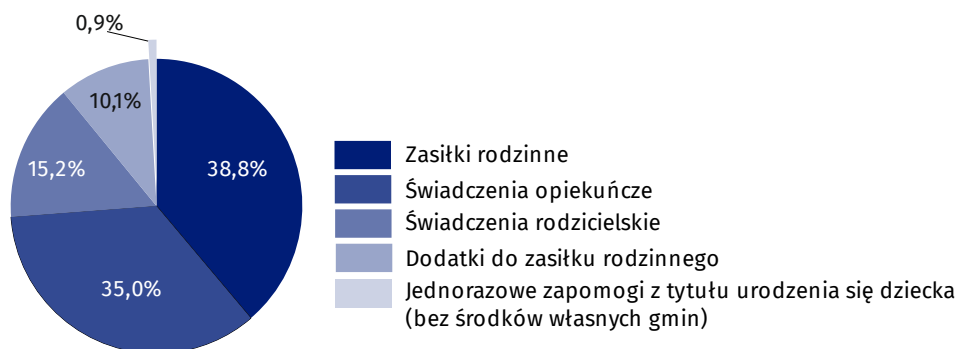 0,9%
10,1%
15,2%
38,8%
35,0%
Zasiłki rodzinne
Świadczenia opiekuńcze
Świadczenia rodzicielskie
Dodatki do zasiłku rodzinnego
Jednorazowe zapomogi z tytułu urodzenia się dziecka
(bez środków własnych gmin)